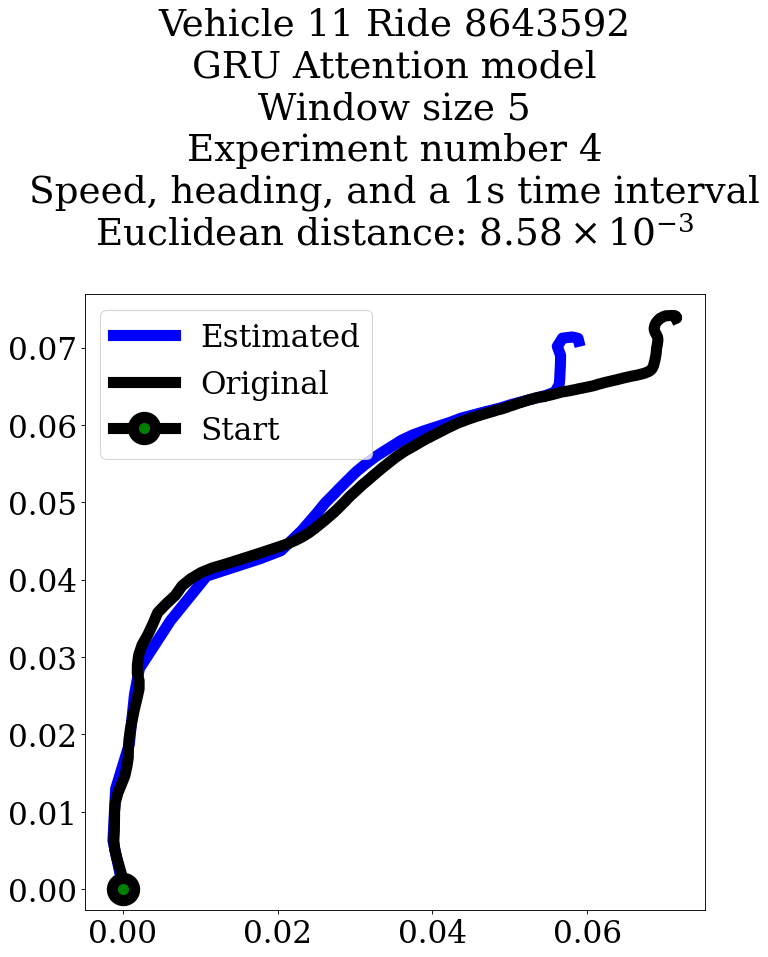 Vehicle 11 Ride 8643592
GRU Attention model
Window size 5
Experiment number 4
Speed, heading, and a 1s time interval
Euclidean distance: 8.58 × 10⁻³
Estimated
Original
Start
0.07
0.06
0.05
0.04
0.03
0.02
0.01
0.00
0.00 0.02 0.04 0.06